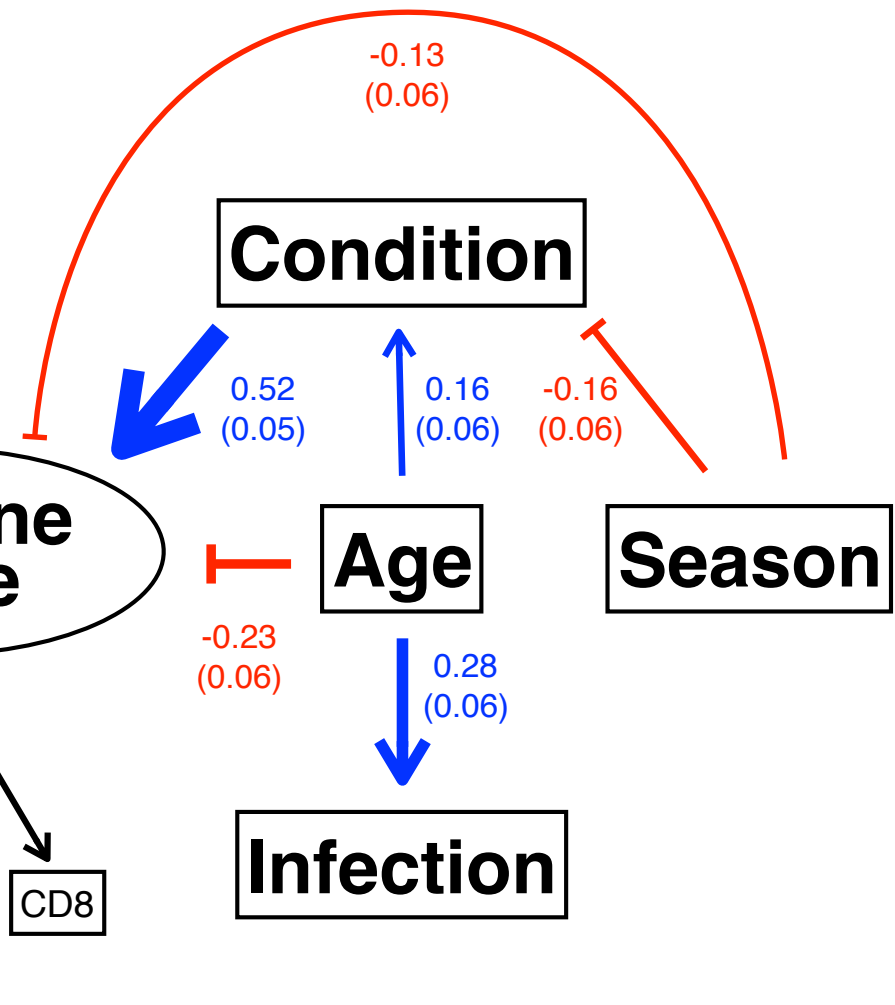 -0.13
(0.06)
Condition
0.52
(0.05)
0.16
(0.06)
-0.16
(0.06)
ne
e
Age
Season
-0.23
(0.06)
0.28
(0.06)
Infection
CD8